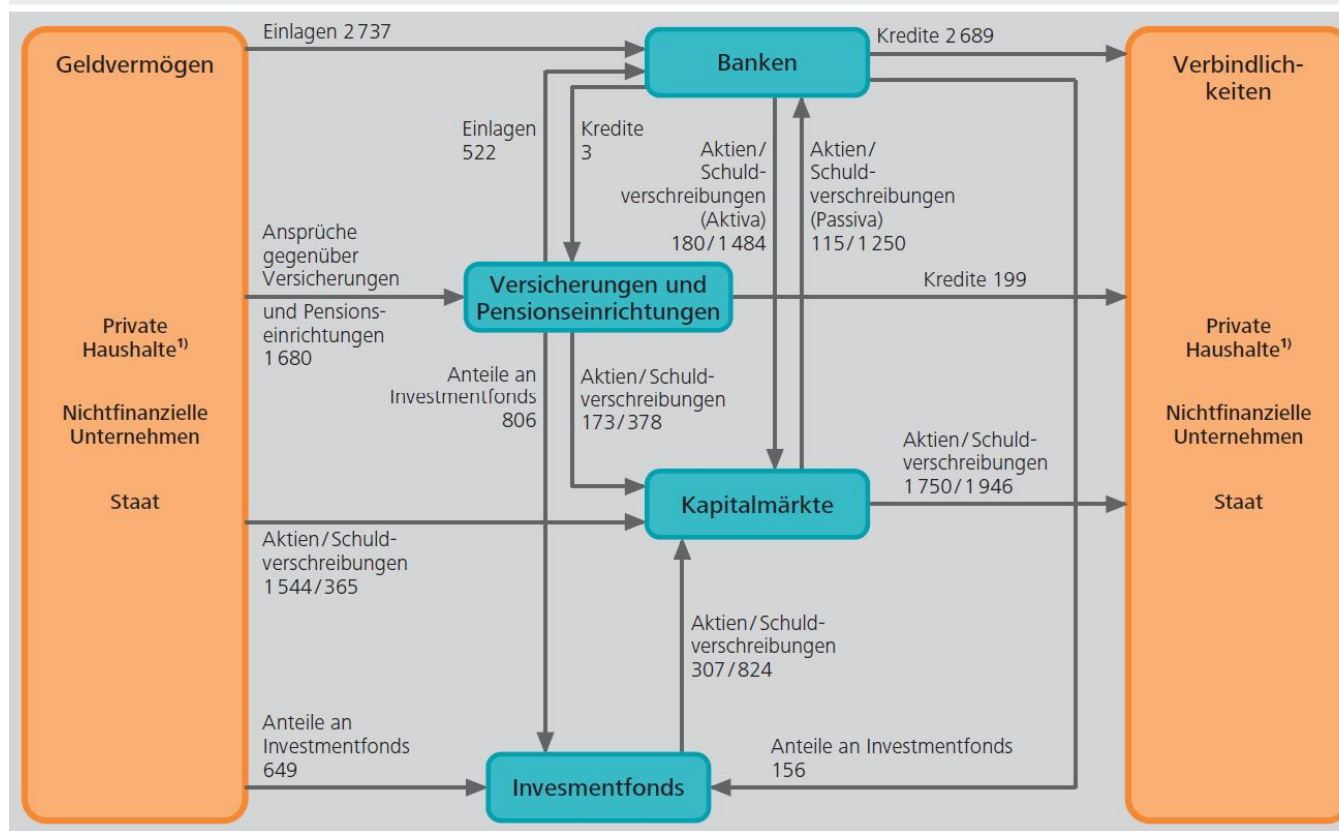 Geldvermögen
Private
Haushalte1)
Nichtfinanzielle
Unternehmen
Staat
Einlagen 2 737
Banken
Kredite 2 689
Einlagen
522
Kredite
3
Aktien/
Schuld-
verschreibungen
(Aktiva)
180/1 484
Aktien/
Schuld-
verschreibungen
(Passiva)
115/1 250
Ansprüche
gegenüber
Versicherungen
und Pensions-
einrichtungen
1 680
Versicherungen und
Pensionseinrichtungen
Kredite 199
Anteile an
Investmentfonds
806
Aktien/Schuld-
verschreibungen
173/378
Aktien/Schuld-
verschreibungen
1 750/1 946
Kapitalmärkte
Aktien/Schuld-
verschreibungen
1 544/365
Aktien/Schuld-
verschreibungen
307/824
Anteile an
Investmentfonds
649
Invesmentfonds
Anteile an Investmentfonds
156
Verbindlich-
keiten
Private
Haushalte1)
Nichtfinanzielle
Unternehmen
Staat